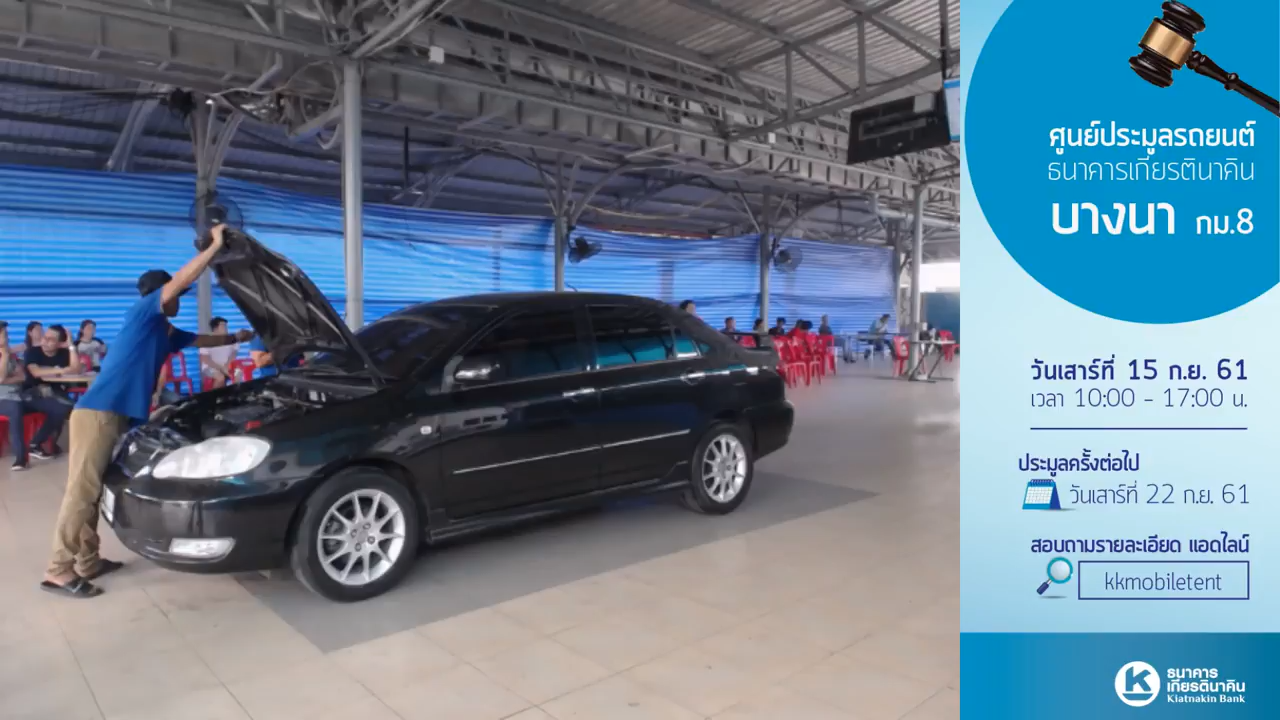 ศูนย์ประมูลรถยนต์
ธนาคารเกียรตินาคิน
บางนา กม.8
วันเสาร์ที่ 15 ก.ย. 61
เวลา 10:00 - 17:00 น.
ประมูลครั้งต่อไป
วันเสาร์ที่ 22 ก.ย. 61
สอบถามรายละเอียด แอดไลน์
kkmobiletent
K
ธนาคาร
เกียรตินาคิน
Kiatnakin Bank